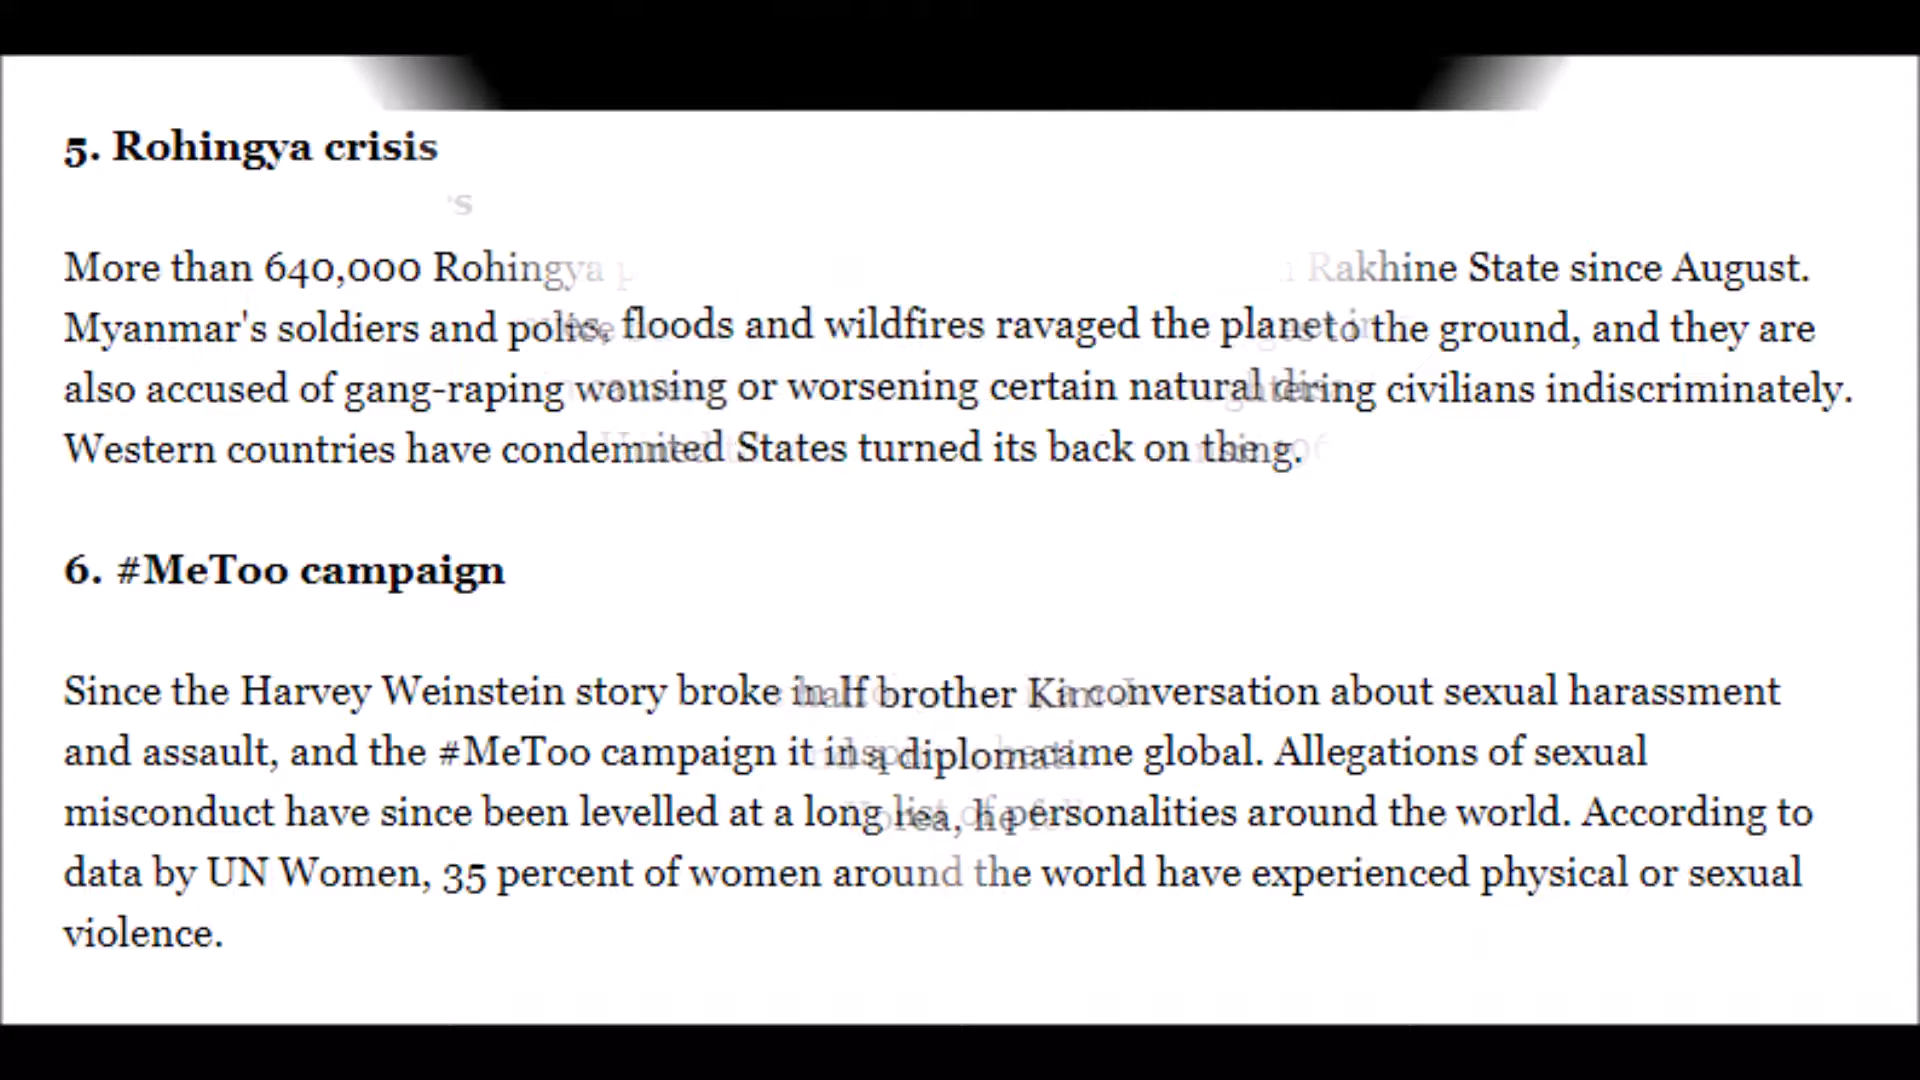 5. Rohingya crisis
More than 640,000 Rohingya Rakhine State since August.
Myanmar's soldiers and floods and wildfires ravaged the planet to the ground, and they are
also accused of gang-raping or worsening certain natural civilians indiscriminately.
Western countries have States turned its back on
6. #MeToo campaign
Since the Harvey Weinstein story broke half brother Kim conversation about sexual harassment
and assault, and the #MeToo campaign it global. Allegations of sexual
misconduct have since been levelled at a long personalities around the world. According to
data by UN Women, 35 percent of women around the world have experienced physical or sexual
violence.